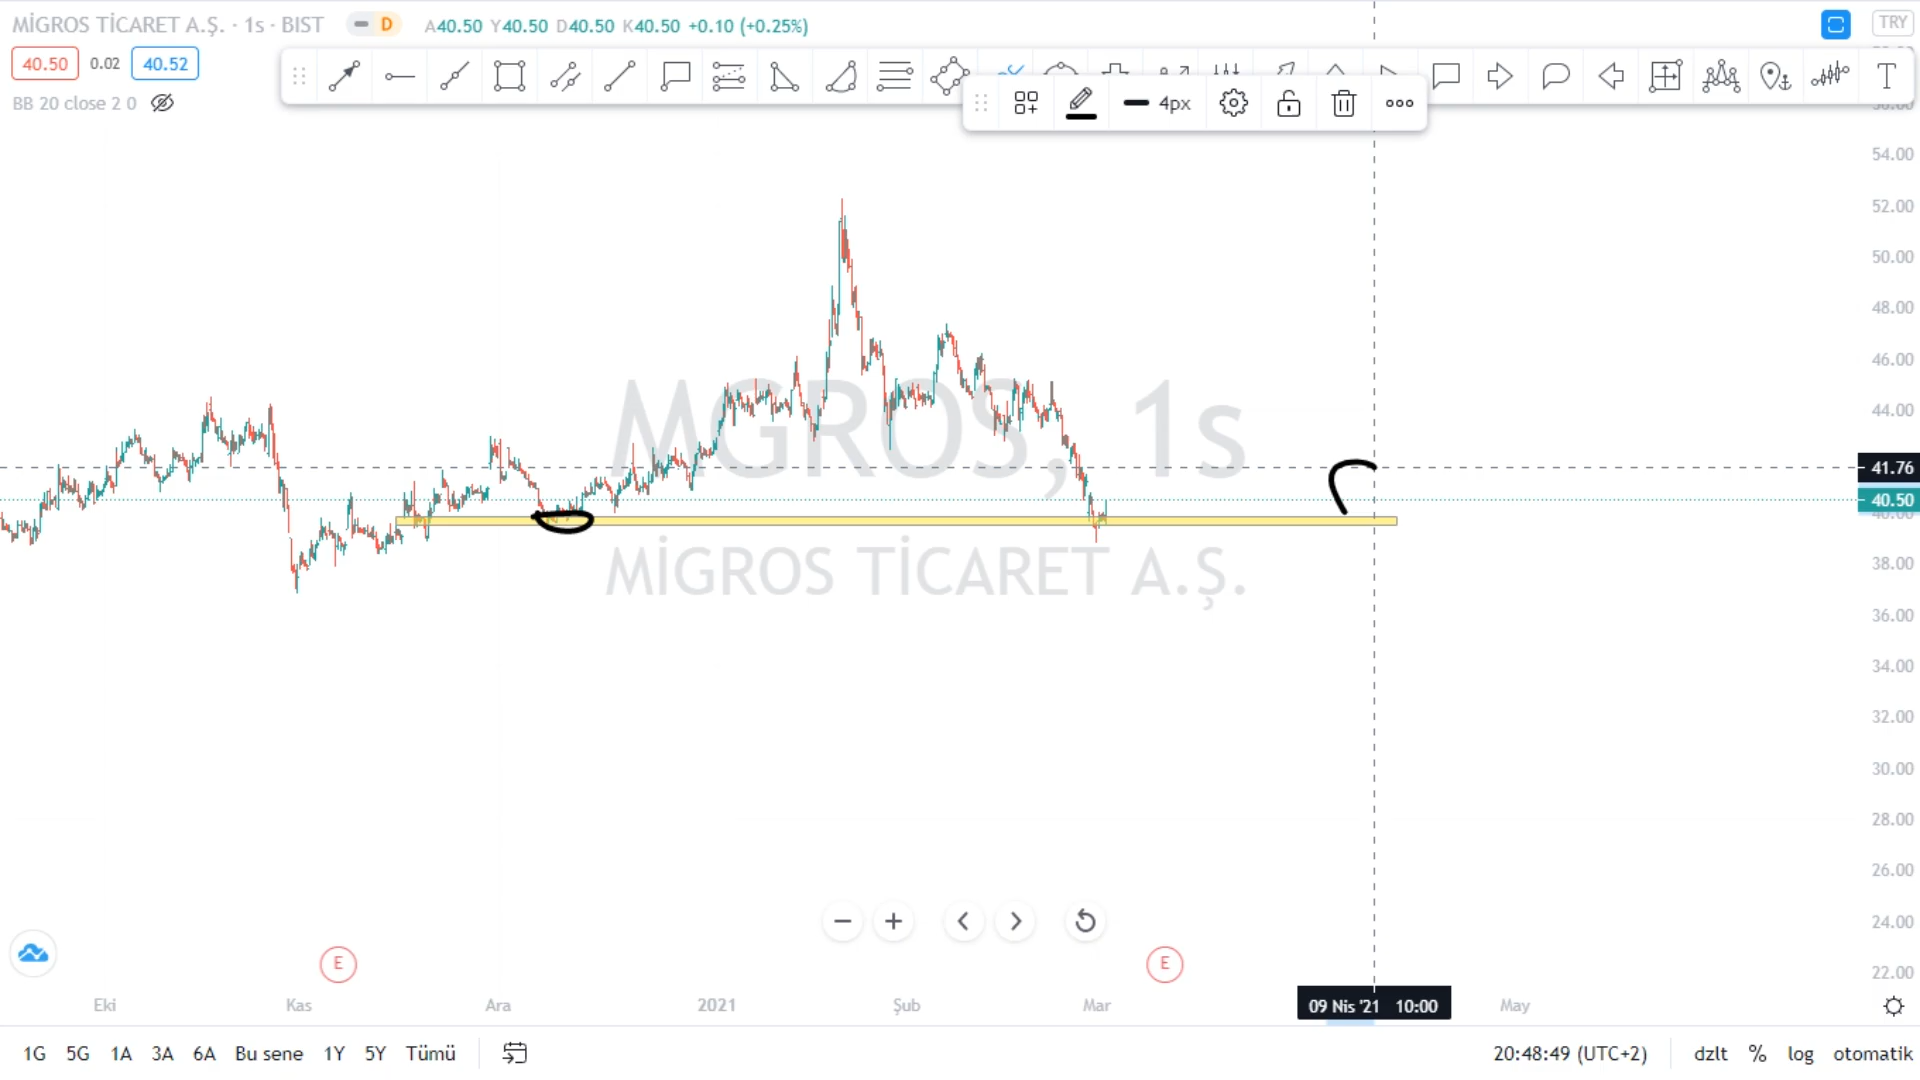 MİGROS TİCARET A.Ş. · 1s · BIST
D
A40.50 Y40.50 D40.50 K40.50 +0.10 (+0.25%)
TRY
40.50 0.02 40.52
BB 20 close 2 0
4px
T
54.00
52.00
50.00
48.00
46.00
44.00
41.76
40.50
38.00
36.00
34.00
32.00
30.00
28.00
26.00
24.00
22.00
MGROS, 1s
MİGROS TİCARET A.Ş.
E
E
Eki Kas Ara 2021 Şub Mar 09 Nis '21 10:00 May
1G 5G 1A 3A 6A Bu sene 1Y 5Y Tümü
20:48:49 (UTC+2) dzlt % log otomatik